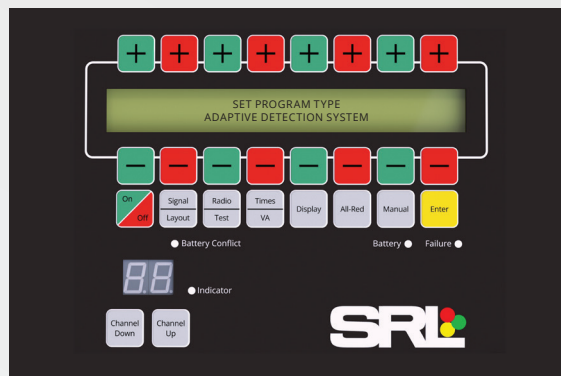 + + + + + + + +
SET PROGRAM TYPE
ADAPTIVE DETECTION SYSTEM
− − − − − − − −
On Off
Signal Layout
Radio Test
Times VA
Display
All-Red
Manual
Enter
Battery Conflict
Battery
Failure
88
Indicator
Channel Down
Channel Up
SRL